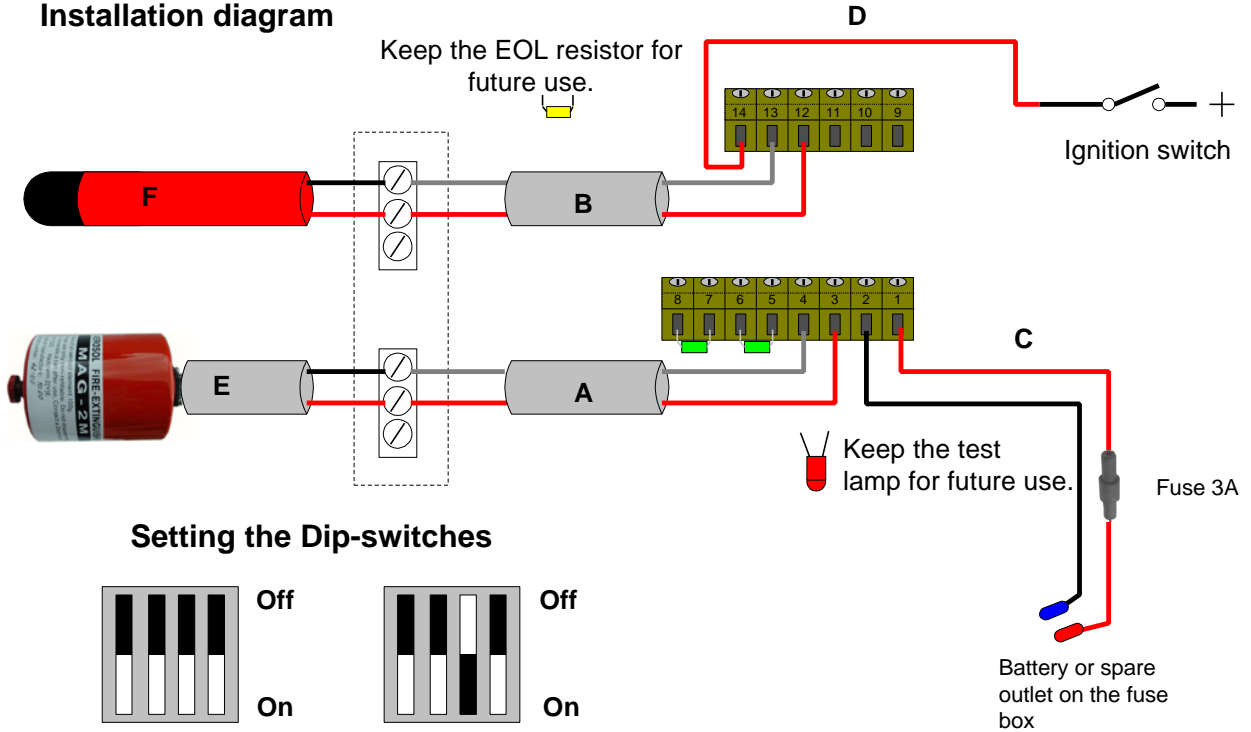 Installation diagram
D
Keep the EOL resistor for
future use.
14 13 12 11 10 9
Ignition switch
F
B
8 7 6 5 4 3 2 1
C
AEROSOL FIRE-EXTINGUISHER
MAG-2M
E
A
Keep the test
lamp for future use.
Fuse 3A
Setting the Dip-switches
Off
On
Off
On
Battery or spare
outlet on the fuse
box